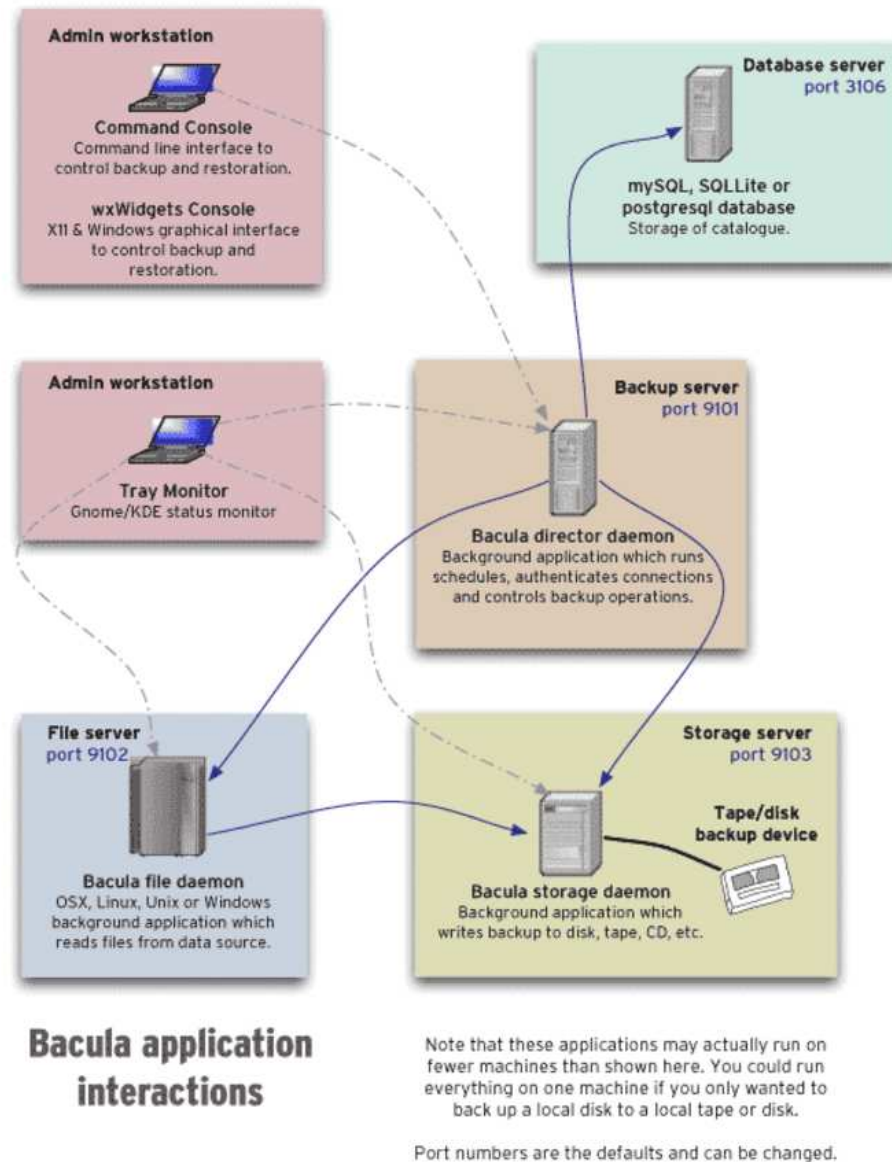 Admin workstation
Command Console
Command line interface to
control backup and restoration.
wxWidgets Console
X11 & Windows graphical interface
to control backup and
restoration.
Database server
port 3106
mySQL, SQLLite or
postgresql database
Storage of catalogue.
Admin workstation
Tray Monitor
Gnome/KDE status monitor
Backup server
port 9101
Bacula director daemon
Background application which runs
schedules, authenticates connections
and controls backup operations.
File server
port 9102
Bacula file daemon
OSX, Linux, Unix or Windows
background application which
reads files from data source.
Storage server
port 9103
Tape/disk
backup device
Bacula storage daemon
Background application which
writes backup to disk, tape, CD, etc.
Bacula application
interactions
Note that these applications may actually run on
fewer machines than shown here. You could run
everything on one machine if you only wanted to
back up a local disk to a local tape or disk.
Port numbers are the defaults and can be changed.